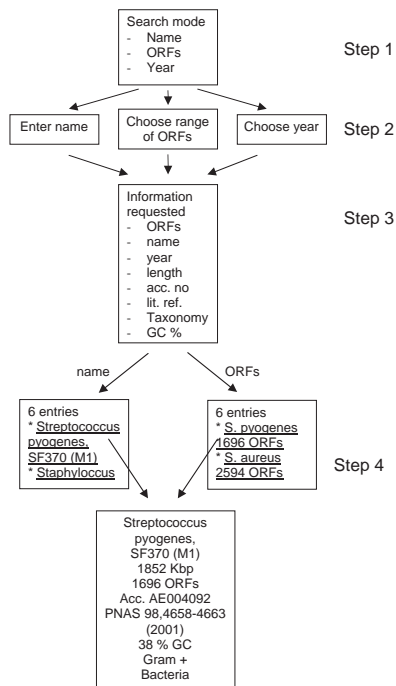 Search mode
- Name
- ORFs
- Year
Step 1
Enter name
Choose range
of ORFs
Choose year
Step 2
Information
requested
- ORFs
- name
- year
- length
- acc. no
- lit. ref.
- Taxonomy
- GC %
Step 3
name
ORFs
6 entries
* Streptococcus
pyogenes,
SF370 (M1)
* Staphyloccus
6 entries
* S. pyogenes
1696 ORFs
* S. aureus
2594 ORFs
Step 4
Streptococcus
pyogenes,
SF370 (M1)
1852 Kbp
1696 ORFs
Acc. AE004092
PNAS 98,4658-4663
(2001)
38 % GC
Gram +
Bacteria